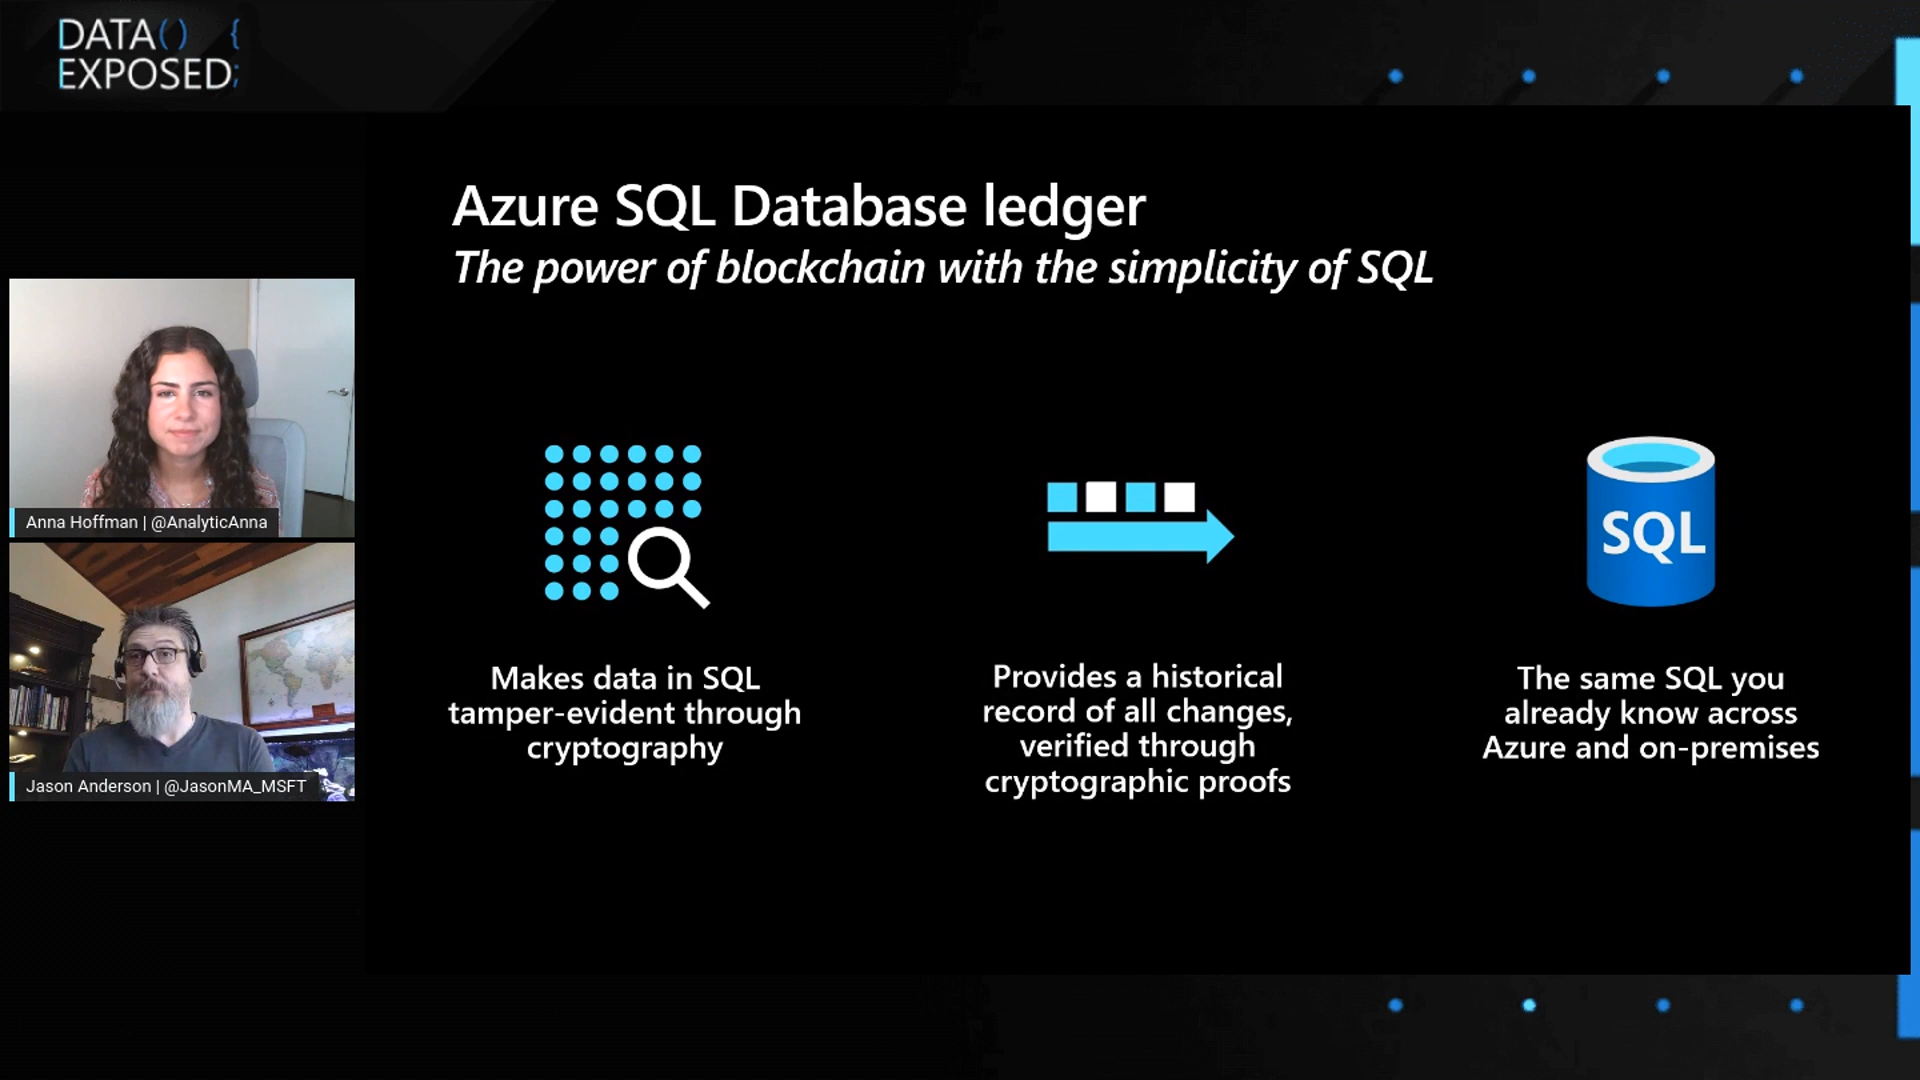 DATA() {
EXPOSED;
Azure SQL Database ledger
The power of blockchain with the simplicity of SQL
Anna Hoffman | @AnalyticAnna
Jason Anderson | @JasonMA_MSFT
SQL
Makes data in SQL
tamper-evident through
cryptography
Provides a historical
record of all changes,
verified through
cryptographic proofs
The same SQL you
already know across
Azure and on-premises